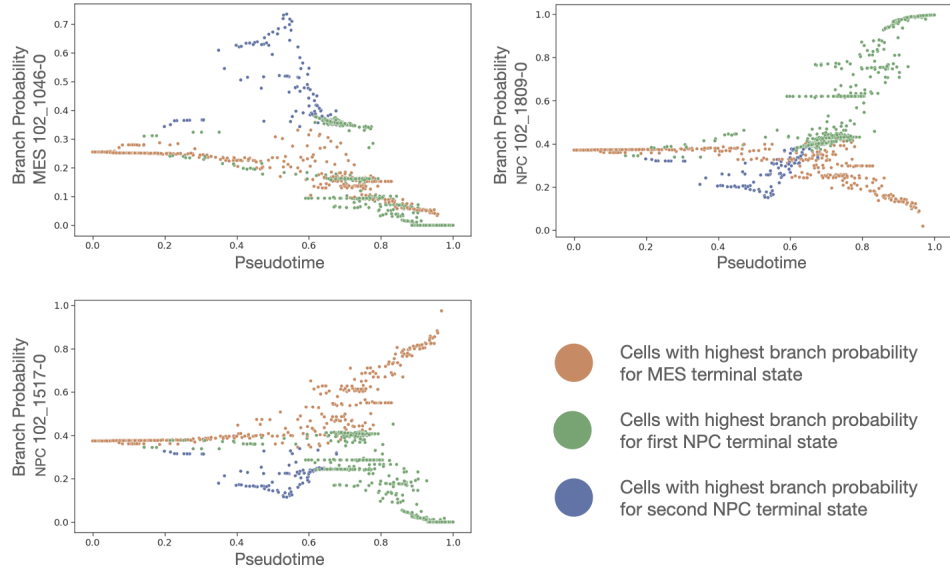 Branch Probability
MES 102_1046-0
0.7
0.6
0.5
0.4
0.3
0.2
0.1
0.0
0.0 0.2 0.4 0.6 0.8 1.0
Pseudotime
Branch Probability
NPC 102_1809-0
1.0
0.8
0.6
0.4
0.2
0.0
0.0 0.2 0.4 0.6 0.8 1.0
Pseudotime
Branch Probability
NPC 102_1517-0
1.0
0.8
0.6
0.4
0.2
0.0
0.0 0.2 0.4 0.6 0.8 1.0
Pseudotime
Cells with highest branch probability
for MES terminal state
Cells with highest branch probability
for first NPC terminal state
Cells with highest branch probability
for second NPC terminal state